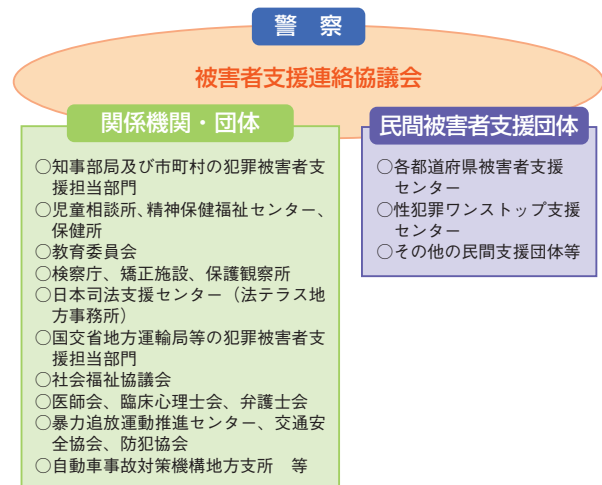 警 察
被害者支援連絡協議会
関係機関・団体
○知事部局及び市町村の犯罪被害者支
援担当部門
○児童相談所、精神保健福祉センター、
保健所
○教育委員会
○検察庁、矯正施設、保護観察所
○日本司法支援センター（法テラス地
方事務所）
○国交省地方運輸局等の犯罪被害者支
援担当部門
○社会福祉協議会
○医師会、臨床心理士会、弁護士会
○暴力追放運動推進センター、交通安
全協会、防犯協会
○自動車事故対策機構地方支所　等
民間被害者支援団体
○各都道府県被害者支援
センター
○性犯罪ワンストップ支援
センター
○その他の民間支援団体等